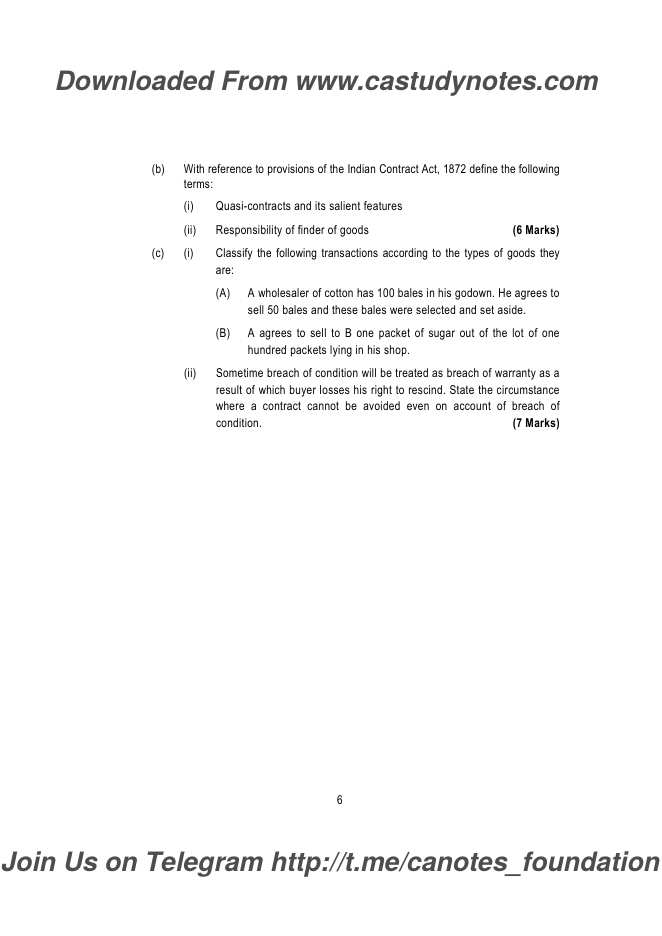 Downloaded From www.castudynotes.com
(b) With reference to provisions of the Indian Contract Act, 1872 define the following
terms:
(i) Quasi-contracts and its salient features
(ii) Responsibility of finder of goods (6 Marks)
(c) (i) Classify the following transactions according to the types of goods they
are:
(A) A wholesaler of cotton has 100 bales in his godown. He agrees to
sell 50 bales and these bales were selected and set aside.
(B) A agrees to sell to B one packet of sugar out of the lot of one
hundred packets lying in his shop.
(ii) Sometime breach of condition will be treated as breach of warranty as a
result of which buyer losses his right to rescind. State the circumstance
where a contract cannot be avoided even on account of breach of
condition. (7 Marks)
6
Join Us on Telegram http://t.me/canotes_foundation